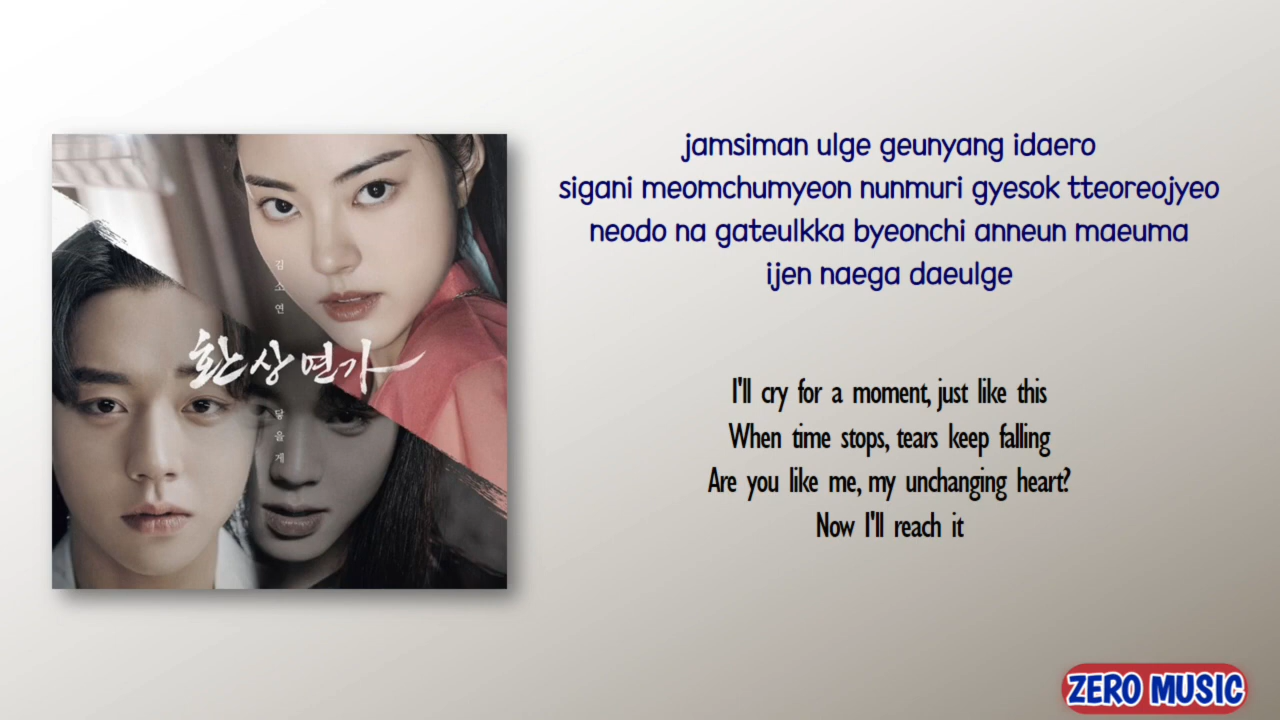 김소연
환상연가
닿을게
jamsiman ulge geunyang idaero
sigani meomchumyeon nunmuri gyesok tteoreojyeo
neodo na gateulkka byeonchi anneun maeuma
ijen naega daeulge
I'll cry for a moment, just like this
When time stops, tears keep falling
Are you like me, my unchanging heart?
Now I'll reach it
ZERO MUSIC